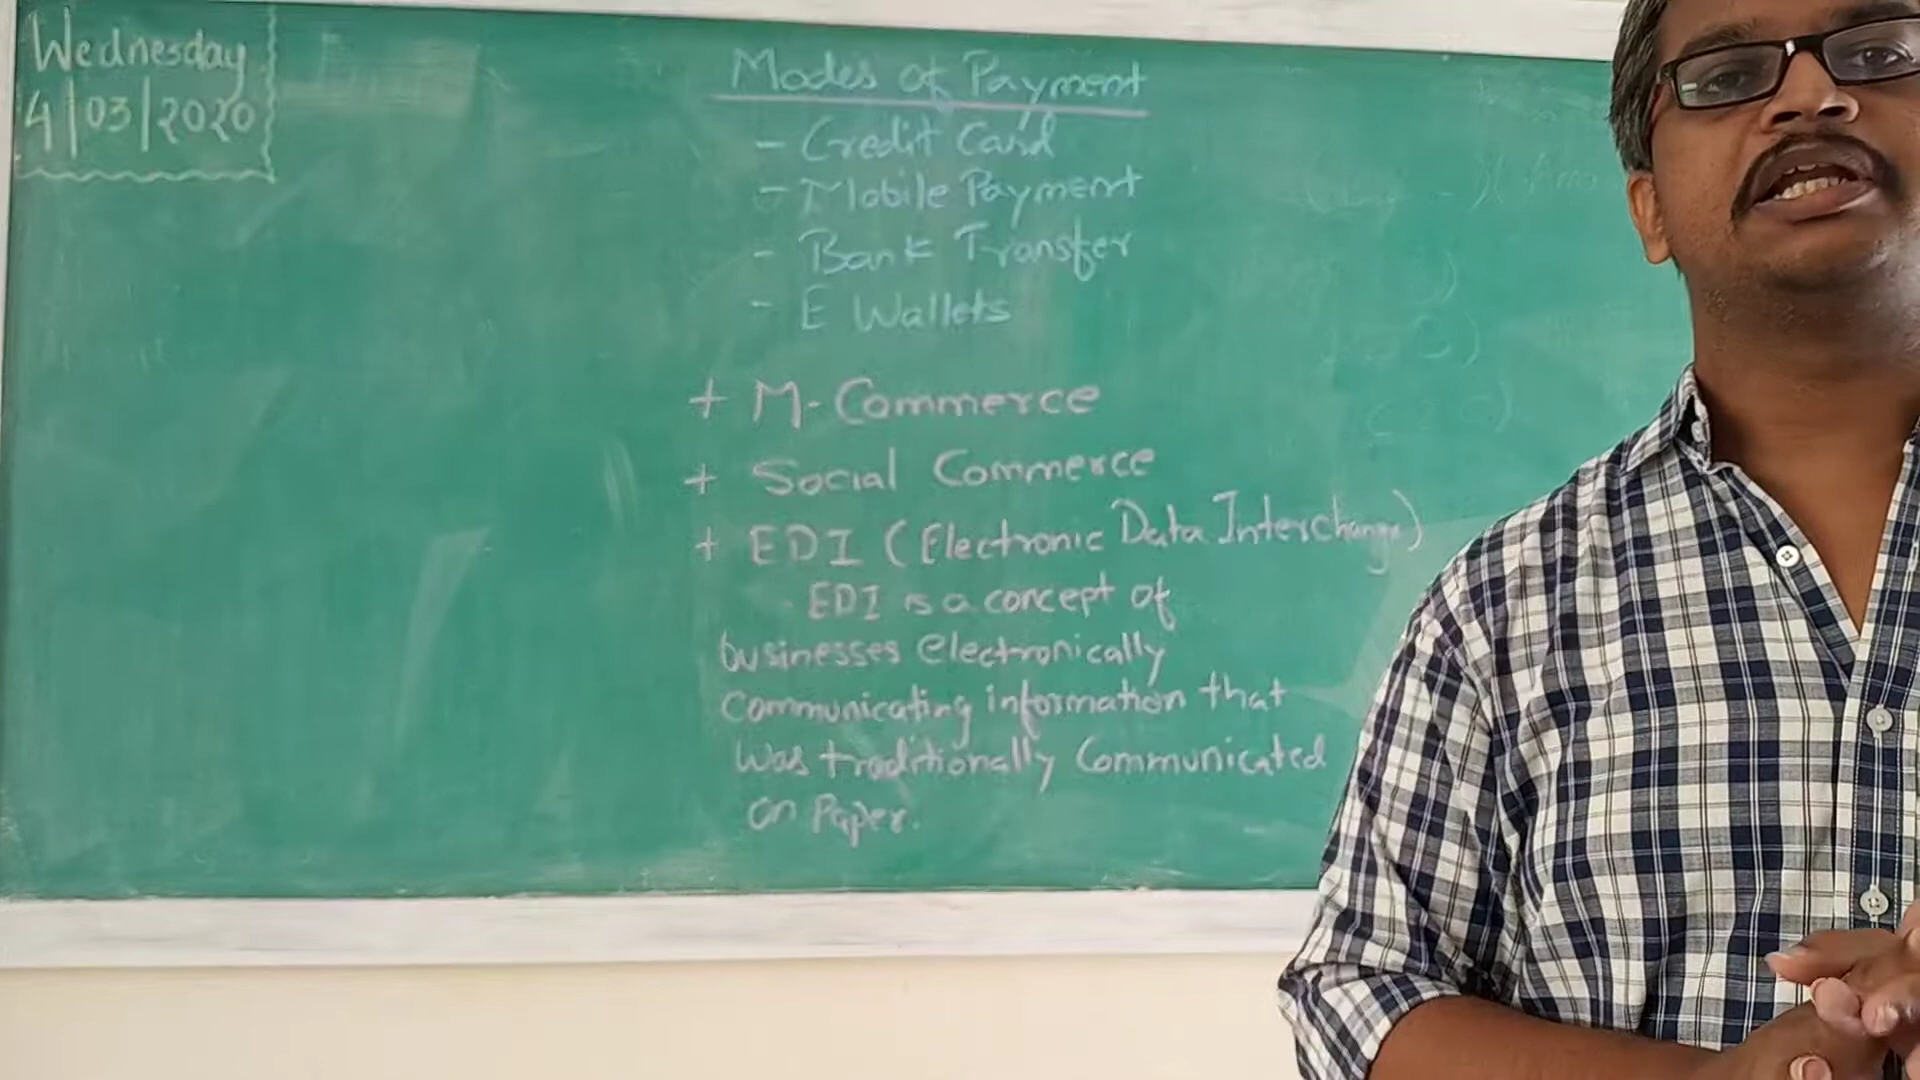 Wednesday
4/03/2020
Modes of Payment
- Credit Card
- Mobile Payment
- Bank Transfer
- E Wallets
+ M-Commerce
+ Social Commerce
+ EDI (Electronic Data Interchange)
- EDI is a concept of
businesses electronically
communicating information that
was traditionally communicated
on Paper.